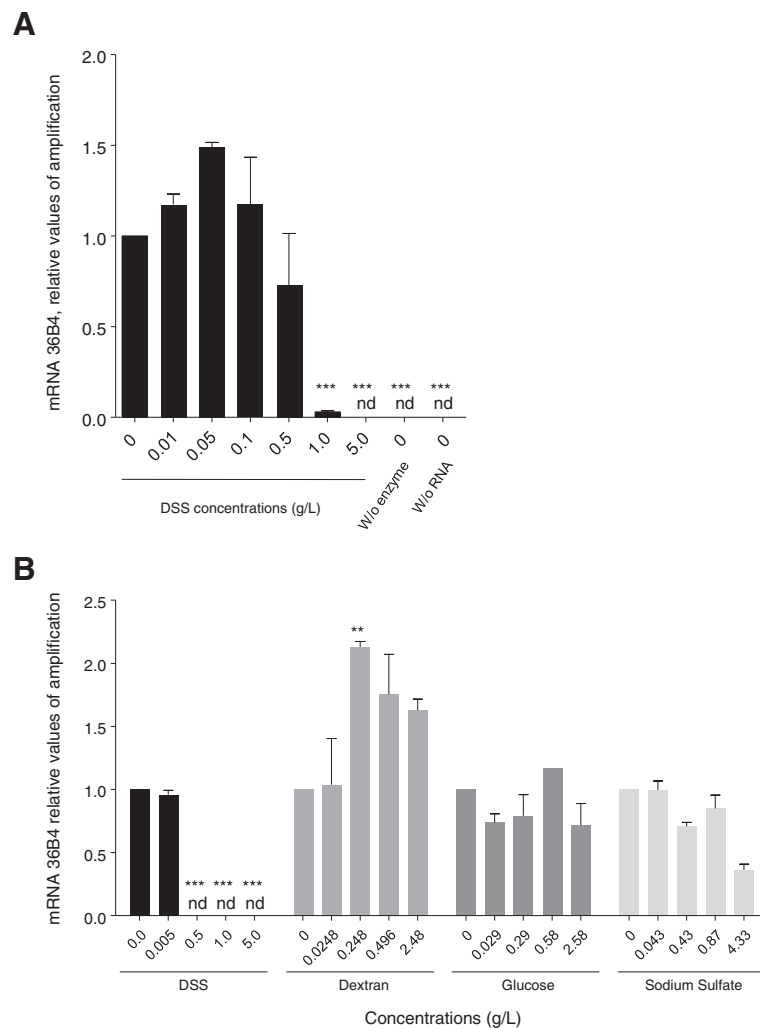 A
mRNA 36B4, relative values of amplification
2.0
1.5
1.0
0.5
0.0
*** *** *** ***
nd nd nd
0 0.01 0.05 0.1 0.5 1.0 5.0 0 0
W/o enzyme W/o RNA
DSS concentrations (g/L)
B
mRNA 36B4 relative values of amplification
2.5
2.0
1.5
1.0
0.5
0.0
**
*** *** ***
nd nd nd
0.0 0.005 0.5 1.0 5.0 0 0.0248 0.248 0.496 2.48 0 0.029 0.29 0.58 2.58 0 0.043 0.43 0.87 4.33
DSS Dextran Glucose Sodium Sulfate
Concentrations (g/L)